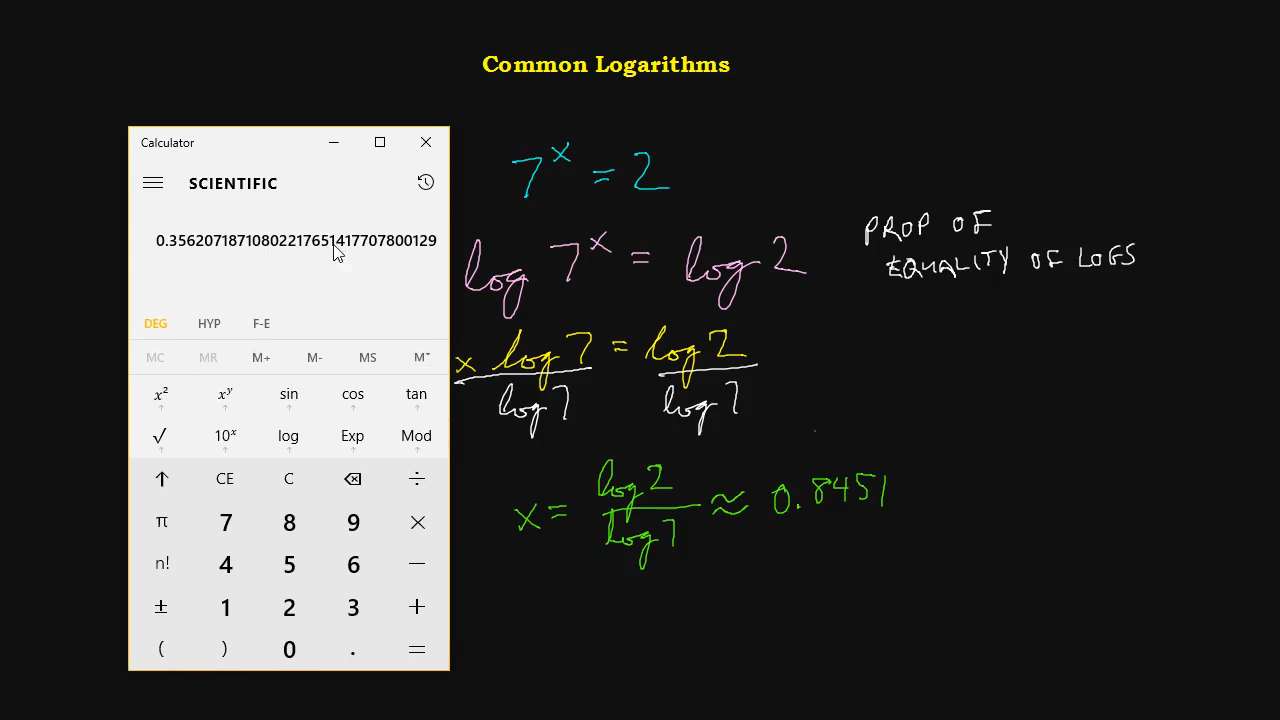 Common Logarithms
Calculator
SCIENTIFIC
0.35620718710802217651417707800129
DEG HYP F-E
MC MR M+ M- MS M˅
x² xʸ sin cos tan
√ 10ˣ log Exp Mod
↑ CE C ⌫ ÷
π 7 8 9 ×
n! 4 5 6 −
± 1 2 3 +
( ) 0 . =
7ˣ = 2
log 7ˣ = log 2
PROP OF
EQUALITY OF LOGS
x log 7 = log 2
log 7 log 7
x = log 2 / log 7 ≈ 0.8451